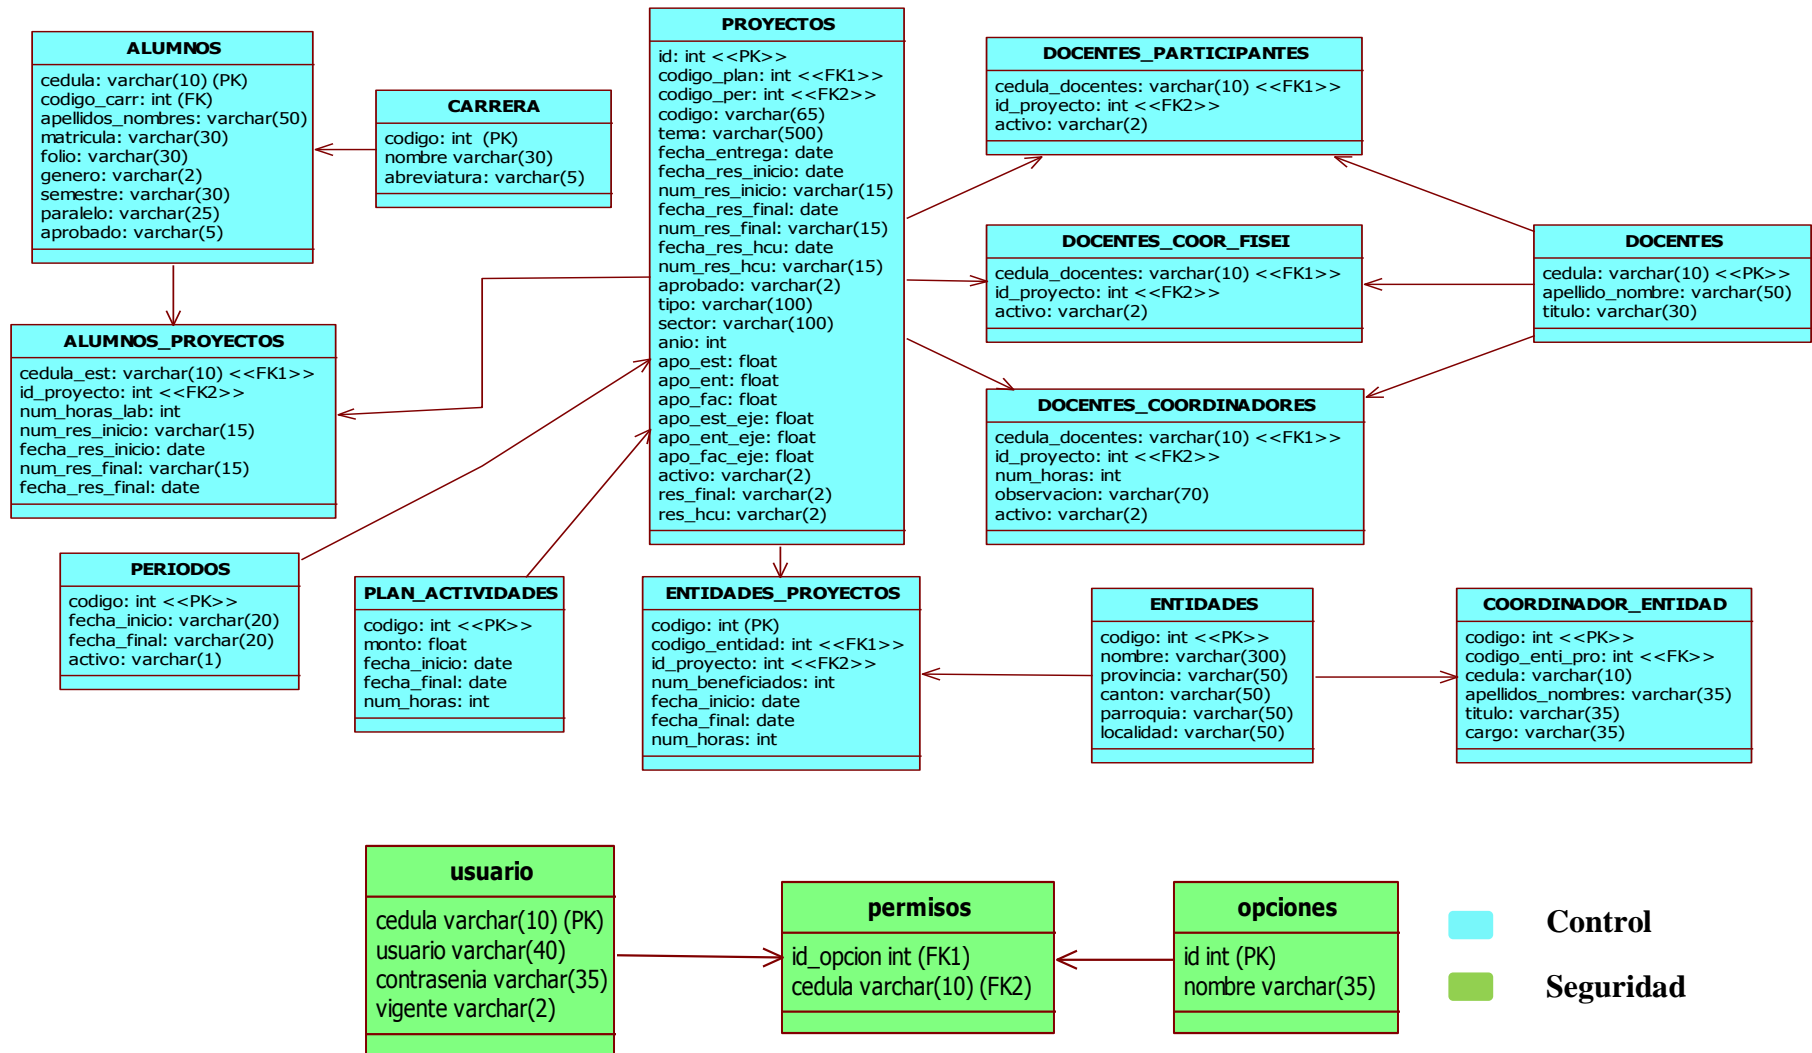 ALUMNOS
cedula: varchar(10) (PK)
codigo_carr: int (FK)
apellidos_nombres: varchar(50)
matricula: varchar(30)
folio: varchar(30)
genero: varchar(2)
semestre: varchar(30)
paralelo: varchar(25)
aprobado: varchar(5)
CARRERA
codigo: int (PK)
nombre varchar(30)
abreviatura: varchar(5)
PROYECTOS
id: int <<PK>>
codigo_plan: int <<FK1>>
codigo_per: int <<FK2>>
codigo: varchar(65)
tema: varchar(500)
fecha_entrega: date
fecha_res_inicio: date
num_res_inicio: varchar(15)
fecha_res_final: date
num_res_final: varchar(15)
fecha_res_hcu: date
num_res_hcu: varchar(15)
aprobado: varchar(2)
tipo: varchar(100)
sector: varchar(100)
anio: int
apo_est: float
apo_ent: float
apo_fac: float
apo_est_eje: float
apo_ent_eje: float
apo_fac_eje: float
activo: varchar(2)
res_final: varchar(2)
res_hcu: varchar(2)
DOCENTES_PARTICIPANTES
cedula_docentes: varchar(10) <<FK1>>
id_proyecto: int <<FK2>>
activo: varchar(2)
DOCENTES_COOR_FISEI
cedula_docentes: varchar(10) <<FK1>>
id_proyecto: int <<FK2>>
activo: varchar(2)
DOCENTES
cedula: varchar(10) <<PK>>
apellido_nombre: varchar(50)
titulo: varchar(30)
ALUMNOS_PROYECTOS
cedula_est: varchar(10) <<FK1>>
id_proyecto: int <<FK2>>
num_horas_lab: int
num_res_inicio: varchar(15)
fecha_res_inicio: date
num_res_final: varchar(15)
fecha_res_final: date
DOCENTES_COORDINADORES
cedula_docentes: varchar(10) <<FK1>>
id_proyecto: int <<FK2>>
num_horas: int
observacion: varchar(70)
activo: varchar(2)
PERIODOS
codigo: int <<PK>>
fecha_inicio: varchar(20)
fecha_final: varchar(20)
activo: varchar(1)
PLAN_ACTIVIDADES
codigo: int <<PK>>
monto: float
fecha_inicio: date
fecha_final: date
num_horas: int
ENTIDADES_PROYECTOS
codigo: int (PK)
codigo_entidad: int <<FK1>>
id_proyecto: int <<FK2>>
num_beneficiados: int
fecha_inicio: date
fecha_final: date
num_horas: int
ENTIDADES
codigo: int <<PK>>
nombre: varchar(300)
provincia: varchar(50)
canton: varchar(50)
parroquia: varchar(50)
localidad: varchar(50)
COORDINADOR_ENTIDAD
codigo: int <<PK>>
codigo_enti_pro: int <<FK>>
cedula: varchar(10)
apellidos_nombres: varchar(35)
titulo: varchar(35)
cargo: varchar(35)
usuario
cedula varchar(10) (PK)
usuario varchar(40)
contrasenia varchar(35)
vigente varchar(2)
permisos
id_opcion int (FK1)
cedula varchar(10) (FK2)
opciones
id int (PK)
nombre varchar(35)
Control
Seguridad